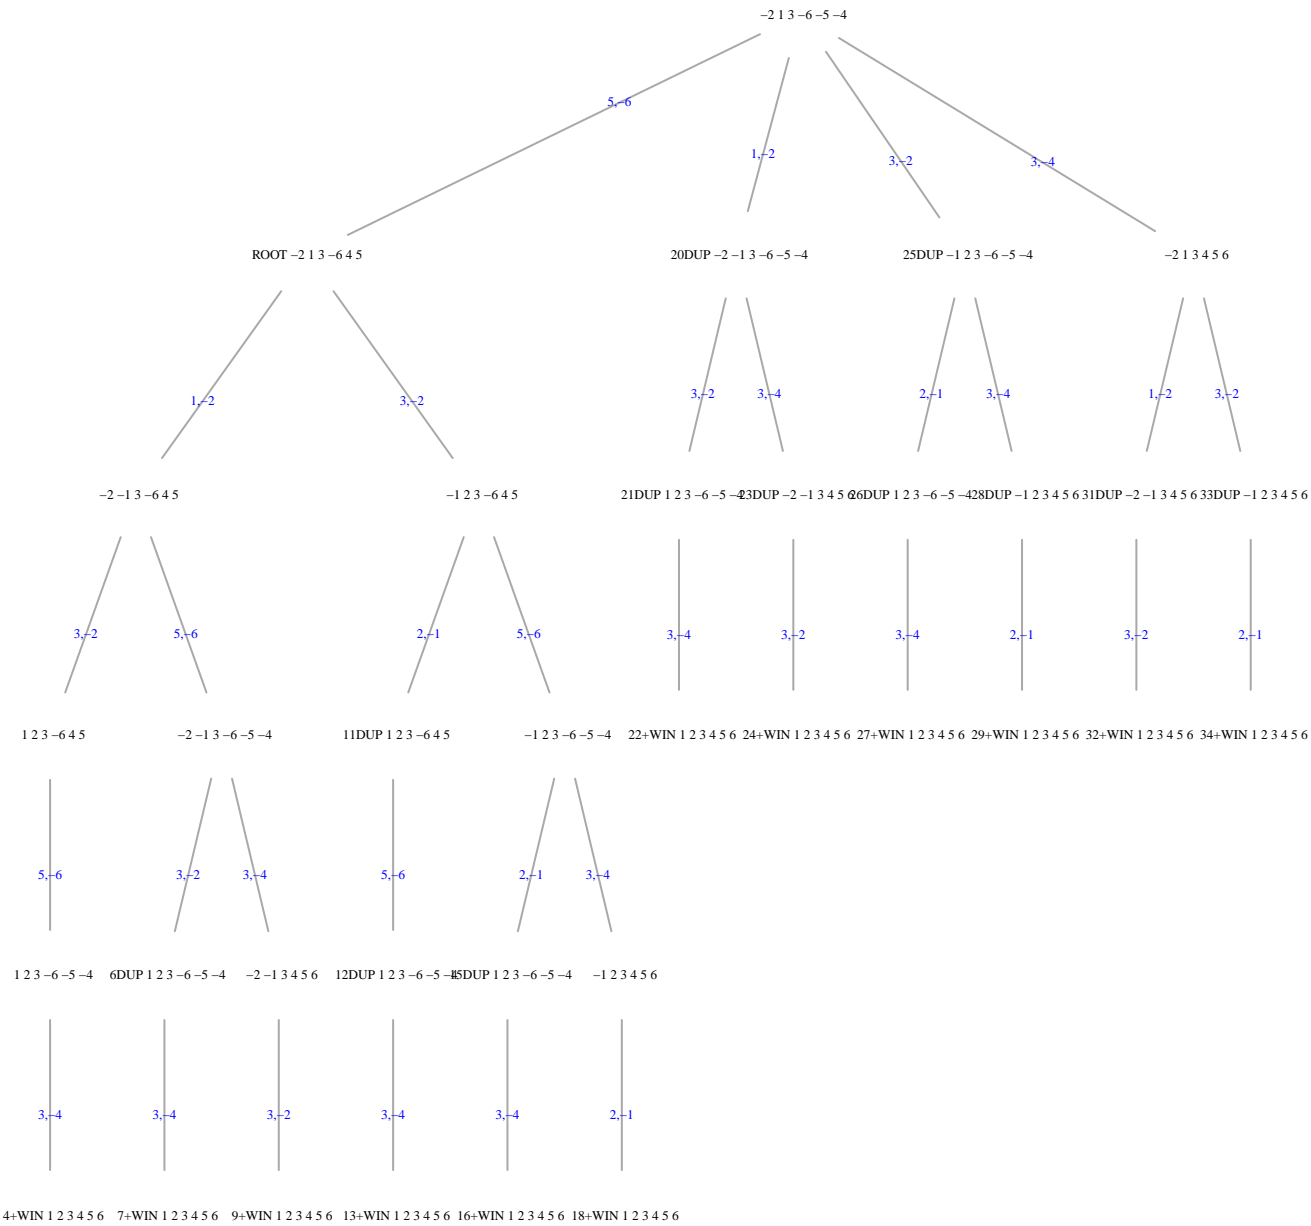 −2 1 3 −6 −5 −4
5,−6
1,−2
3,−2
3,−4
ROOT −2 1 3 −6 4 5
20DUP −2 −1 3 −6 −5 −4
25DUP −1 2 3 −6 −5 −4
−2 1 3 4 5 6
1,−2
3,−2
3,−2
3,−4
2,−1
3,−4
1,−2
3,−2
−2 −1 3 −6 4 5
−1 2 3 −6 4 5
21DUP 1 2 3 −6 −5 −4
23DUP −2 −1 3 4 5 6
26DUP 1 2 3 −6 −5 −4
28DUP −1 2 3 4 5 6
31DUP −2 −1 3 4 5 6
33DUP −1 2 3 4 5 6
3,−2
5,−6
2,−1
5,−6
3,−4
3,−2
3,−4
2,−1
3,−2
2,−1
1 2 3 −6 4 5
−2 −1 3 −6 −5 −4
11DUP 1 2 3 −6 4 5
−1 2 3 −6 −5 −4
22+WIN 1 2 3 4 5 6
24+WIN 1 2 3 4 5 6
27+WIN 1 2 3 4 5 6
29+WIN 1 2 3 4 5 6
32+WIN 1 2 3 4 5 6
34+WIN 1 2 3 4 5 6
5,−6
3,−2
3,−4
5,−6
2,−1
3,−4
1 2 3 −6 −5 −4
6DUP 1 2 3 −6 −5 −4
−2 −1 3 4 5 6
12DUP 1 2 3 −6 −5 −4
15DUP 1 2 3 −6 −5 −4
−1 2 3 4 5 6
3,−4
3,−4
3,−2
3,−4
3,−4
2,−1
4+WIN 1 2 3 4 5 6
7+WIN 1 2 3 4 5 6
9+WIN 1 2 3 4 5 6
13+WIN 1 2 3 4 5 6
16+WIN 1 2 3 4 5 6
18+WIN 1 2 3 4 5 6